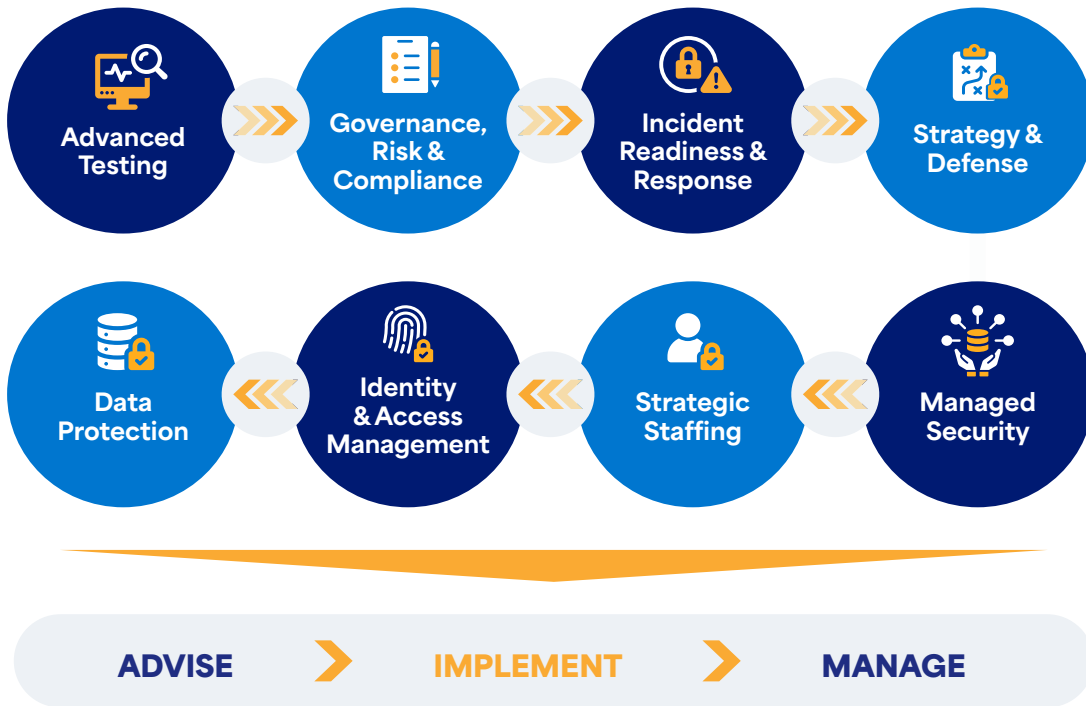 Advanced
Testing
Governance,
Risk &
Compliance
Incident
Readiness &
Response
Strategy &
Defense
Data
Protection
Identity
& Access
Management
Strategic
Staffing
Managed
Security
ADVISE
IMPLEMENT
MANAGE